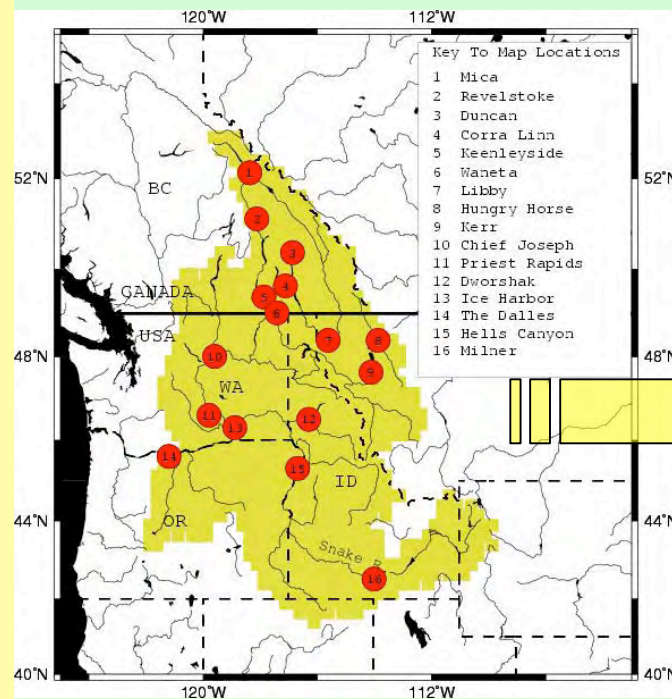 120°W 112°W
Key To Map Locations
1 Mica
2 Revelstoke
3 Duncan
4 Corra Linn
5 Keenleyside
6 Waneta
7 Libby
8 Hungry Horse
9 Kerr
10 Chief Joseph
11 Priest Rapids
12 Dworshak
13 Ice Harbor
14 The Dalles
15 Hells Canyon
16 Milner
52°N 52°N
1
BC
2
3
4
CANADA 5
6
USA
7 8
48°N 48°N
10
9
WA
11 12
13
14
15
ID
44°N 44°N
OR
Snake R
16
40°N 40°N
120°W 112°W